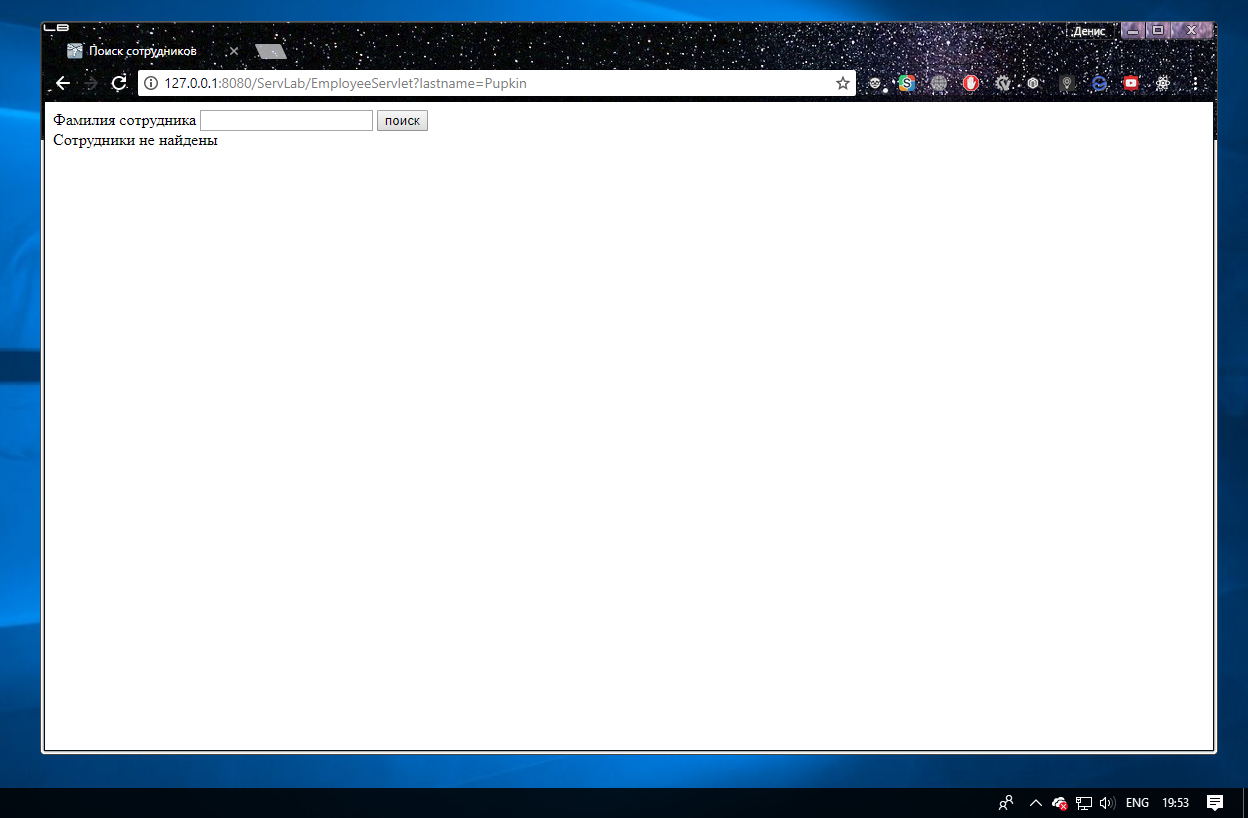 Денис
Поиск сотрудников
127.0.0.1:8080/ServLab/EmployeeServlet?lastname=Pupkin
Фамилия сотрудника поиск
Сотрудники не найдены
ENG 19:53